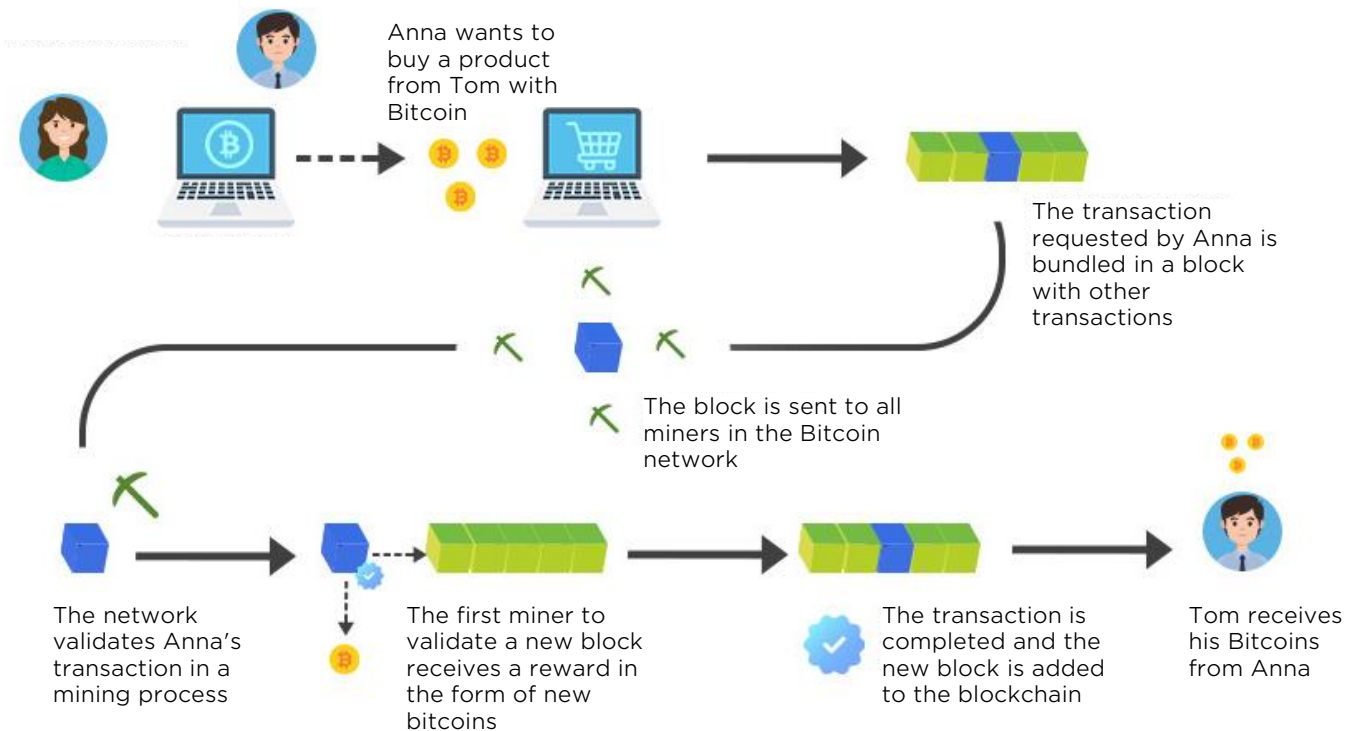 Anna wants to
buy a product
from Tom with
Bitcoin
The transaction
requested by Anna is
bundled in a block
with other
transactions
The block is sent to all
miners in the Bitcoin
network
The network
validates Anna's
transaction in a
mining process
The first miner to
validate a new block
receives a reward in
the form of new
bitcoins
The transaction is
completed and the
new block is added
to the blockchain
Tom receives
his Bitcoins
from Anna